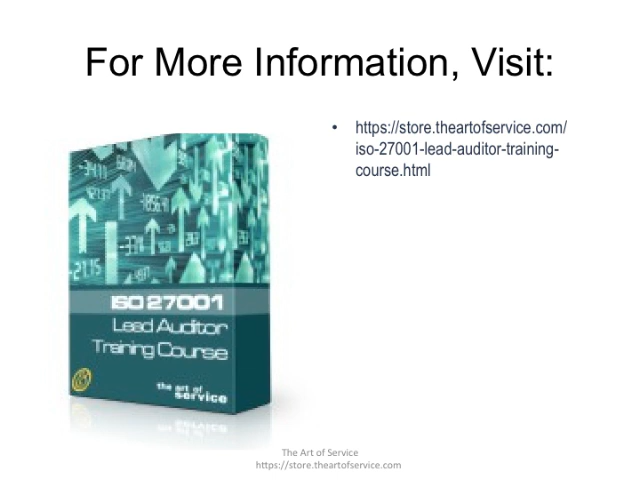 For More Information, Visit:
• https://store.theartofservice.com/
iso-27001-lead-auditor-training-
course.html
ISO 27001
Lead Auditor
Training Course
the art of
service
The Art of Service
https://store.theartofservice.com